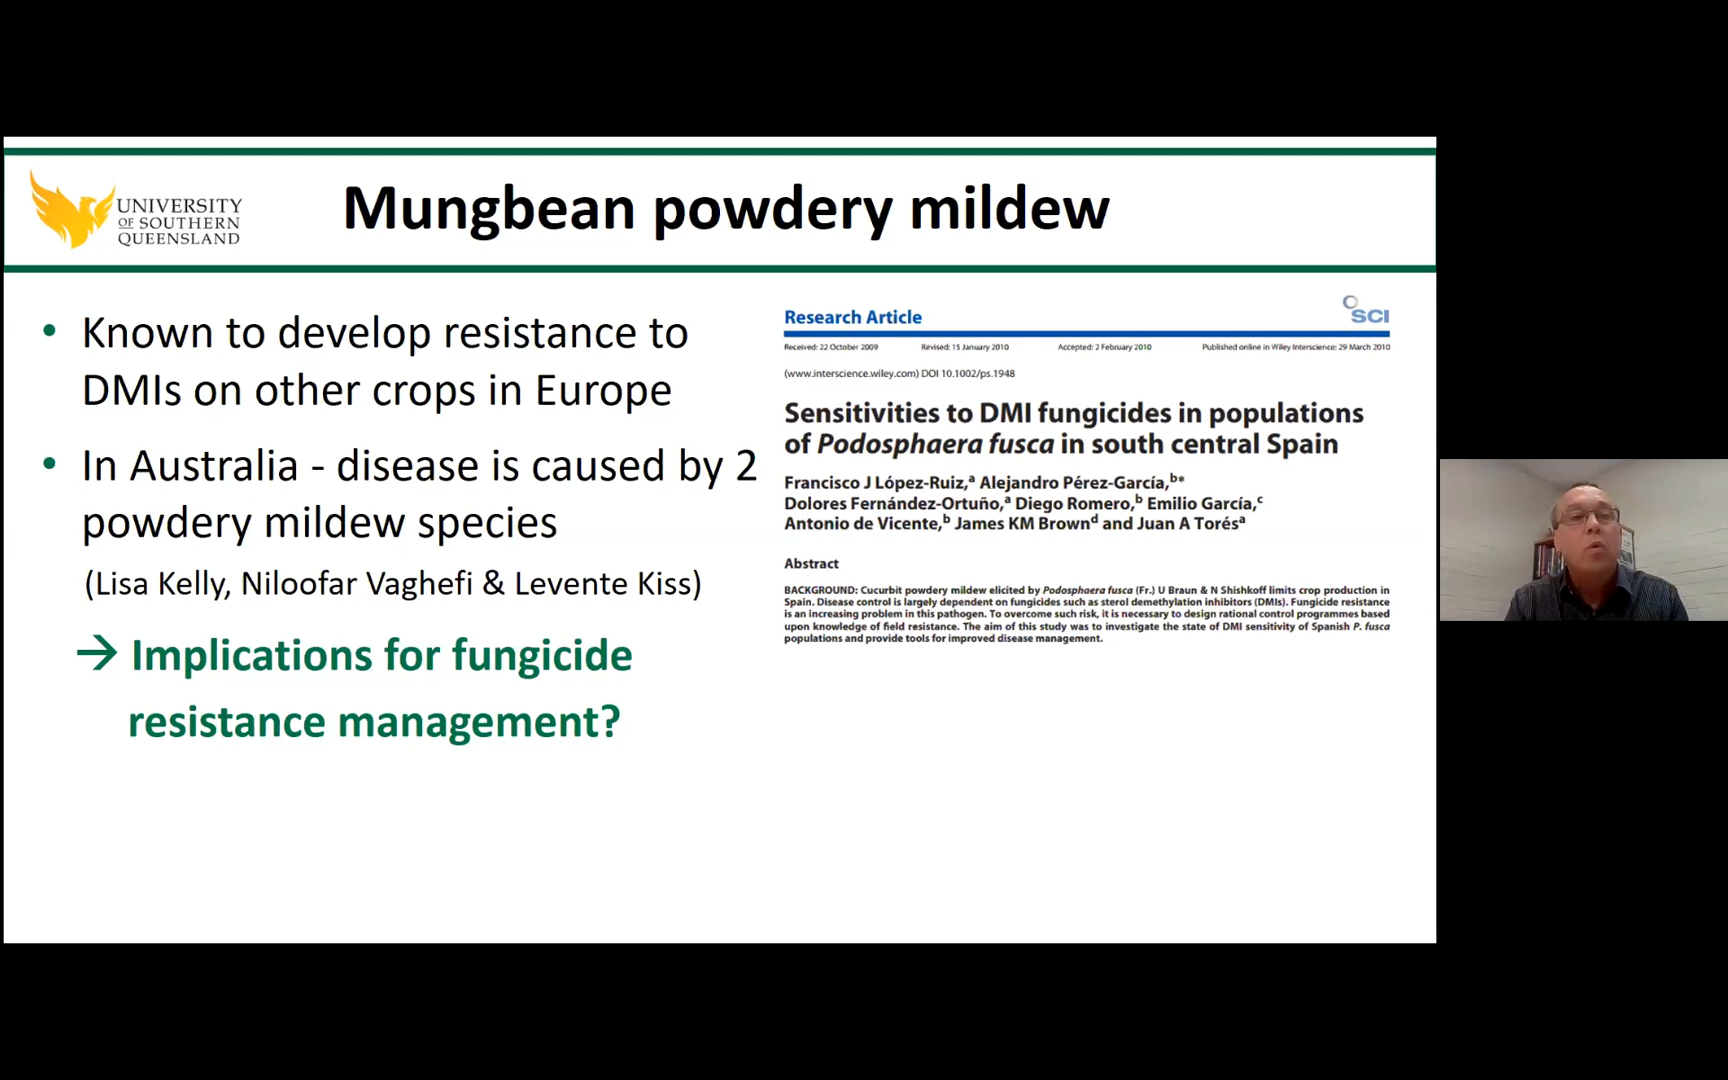 UNIVERSITY
OF SOUTHERN
QUEENSLAND
Mungbean powdery mildew
• Known to develop resistance to
DMIs on other crops in Europe
• In Australia - disease is caused by 2
powdery mildew species
(Lisa Kelly, Niloofar Vaghefi & Levente Kiss)
→ Implications for fungicide
resistance management?
Research Article
SCI
Received: 22 October 2009 Revised: 15 January 2010 Accepted: 2 February 2010 Published online in Wiley Interscience: 29 March 2010
(www.interscience.wiley.com) DOI 10.1002/ps.1948
Sensitivities to DMI fungicides in populations
of Podosphaera fusca in south central Spain
Francisco J López-Ruiz,ᵃ Alejandro Pérez-García,ᵇ*
Dolores Fernández-Ortuño,ᵃ Diego Romero,ᵇ Emilio García,ᶜ
Antonio de Vicente,ᵇ James KM Brownᵈ and Juan A Torésᵃ
Abstract
BACKGROUND: Cucurbit powdery mildew elicited by Podosphaera fusca (Fr.) U Braun & N Shishkoff limits crop production in
Spain. Disease control is largely dependent on fungicides such as sterol demethylation inhibitors (DMIs). Fungicide resistance
is an increasing problem in this pathogen. To overcome such risk, it is necessary to design rational control programmes based
upon knowledge of field resistance. The aim of this study was to investigate the state of DMI sensitivity of Spanish P. fusca
populations and provide tools for improved disease management.